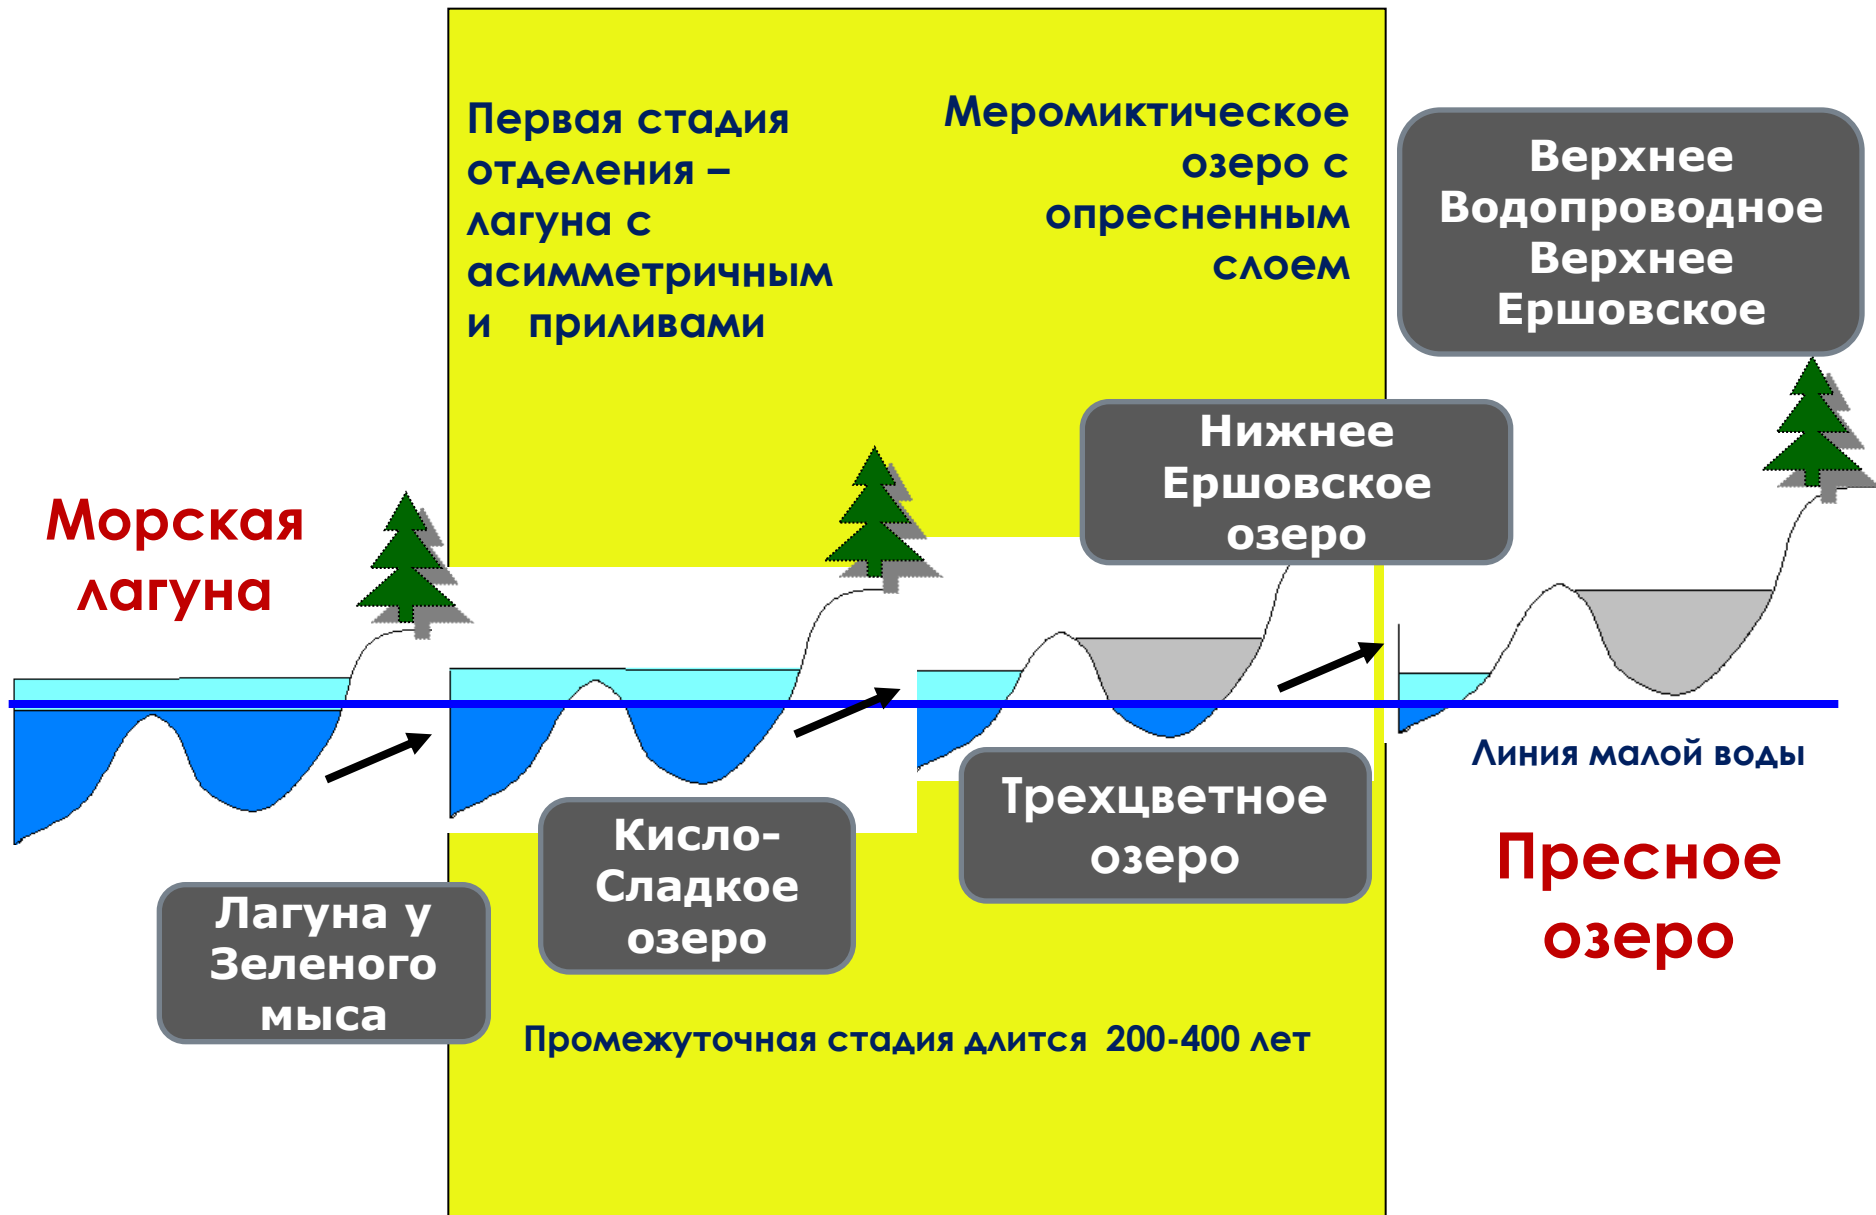 Первая стадия
отделения –
лагуна с
асимметричным
и приливами
Меромиктическое
озеро с
опресненным
слоем
Верхнее
Водопроводное
Верхнее
Ершовское
Нижнее
Ершовское
озеро
Морская
лагуна
Линия малой воды
Трехцветное
озеро
Кисло-
Сладкое
озеро
Пресное
озеро
Лагуна у
Зеленого
мыса
Промежуточная стадия длится 200-400 лет